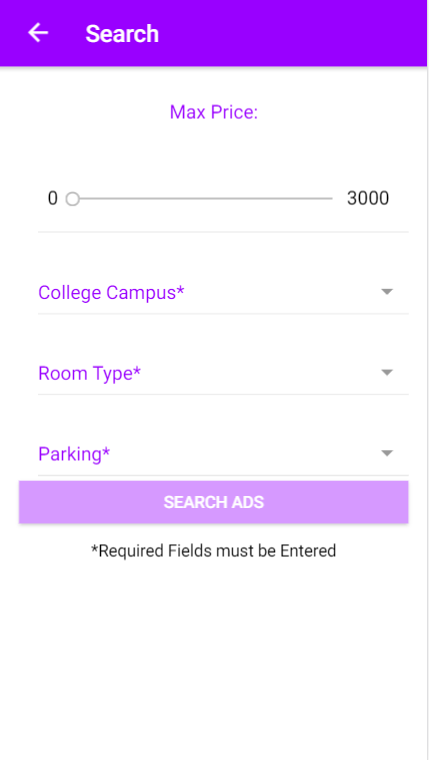 Search
Max Price:
0 3000
College Campus*
Room Type*
Parking*
SEARCH ADS
*Required Fields must be Entered